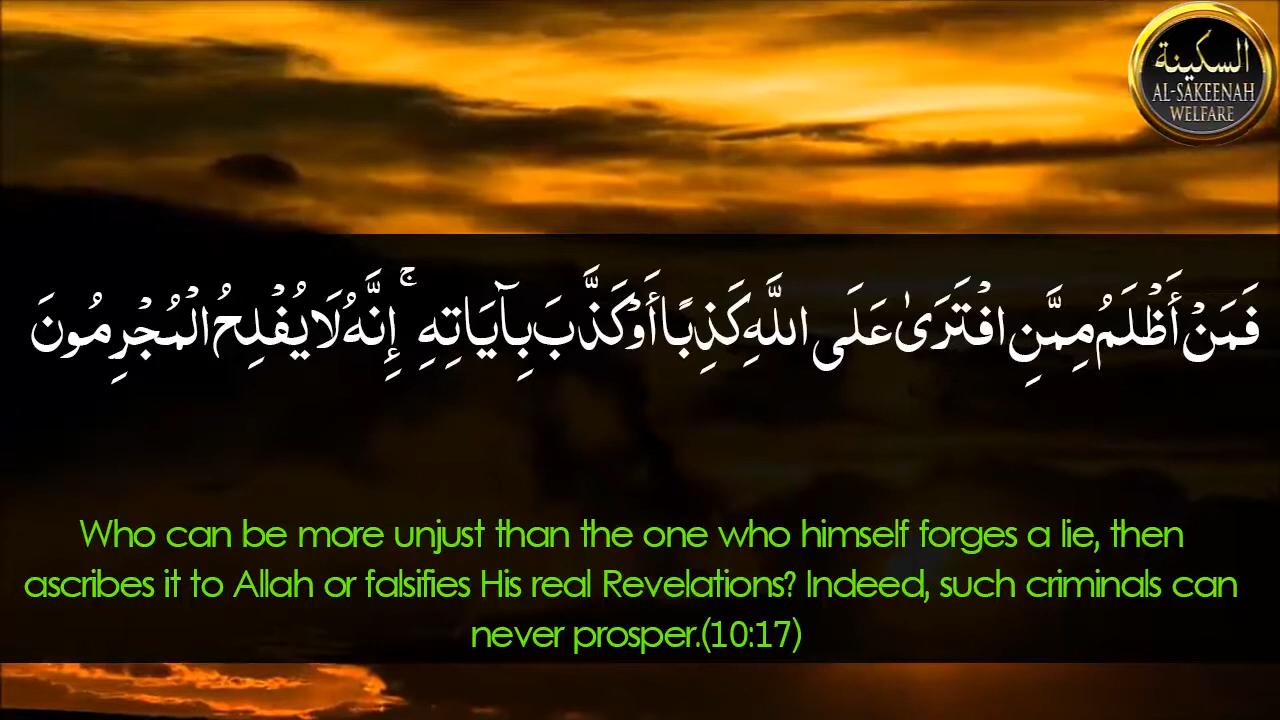 السكينة
AL-SAKEENAH
WELFARE
فَمَنْ أَظْلَمُ مِمَّنِ افْتَرَىٰ عَلَى اللَّهِ كَذِبًا أَوْ كَذَّبَ بِآيَاتِهِ ۚ إِنَّهُ لَا يُفْلِحُ الْمُجْرِمُونَ
Who can be more unjust than the one who himself forges a lie, then
ascribes it to Allah or falsifies His real Revelations? Indeed, such criminals can
never prosper.(10:17)